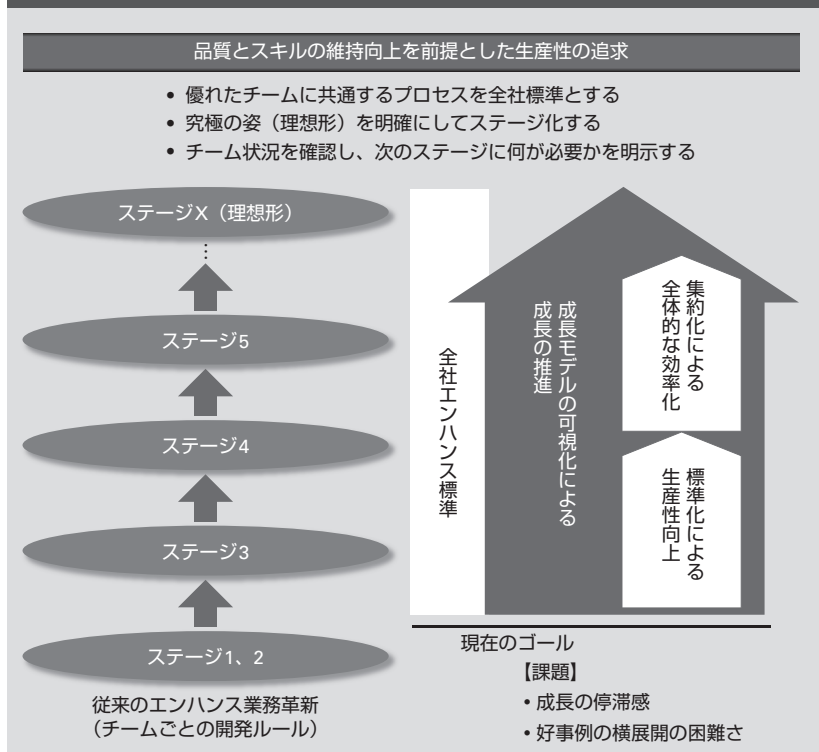 品質とスキルの維持向上を前提とした生産性の追求
• 優れたチームに共通するプロセスを全社標準とする
• 究極の姿（理想形）を明確にしてステージ化する
• チーム状況を確認し、次のステージに何が必要かを明示する
ステージX（理想形）
…
ステージ5
ステージ4
ステージ3
ステージ1、2
従来のエンハンス業務革新
（チームごとの開発ルール）
全社エンハンス標準
成長モデルの可視化による
成長の推進
集約化による
全体的な効率化
標準化による
生産性向上
現在のゴール
【課題】
• 成長の停滞感
• 好事例の横展開の困難さ